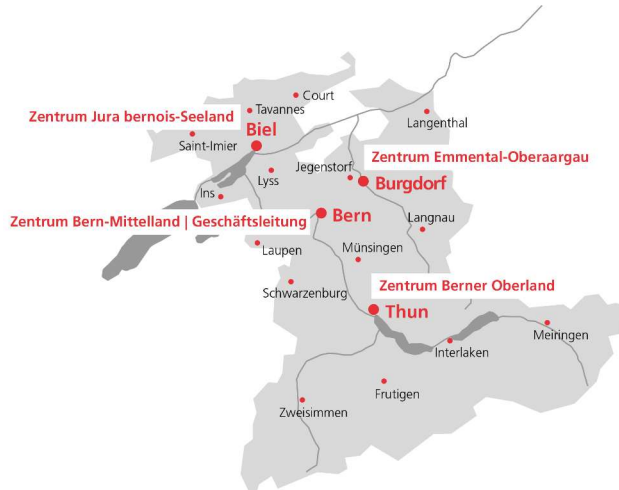 Court
Tavannes
Zentrum Jura bernois-Seeland
Langenthal
Biel
Saint-Imier
Zentrum Emmental-Oberaargau
Jegenstorf
Lyss
Burgdorf
Ins
Bern
Zentrum Bern-Mittelland | Geschäftsleitung
Langnau
Laupen
Münsingen
Zentrum Berner Oberland
Schwarzenburg
Thun
Meiringen
Interlaken
Frutigen
Zweisimmen